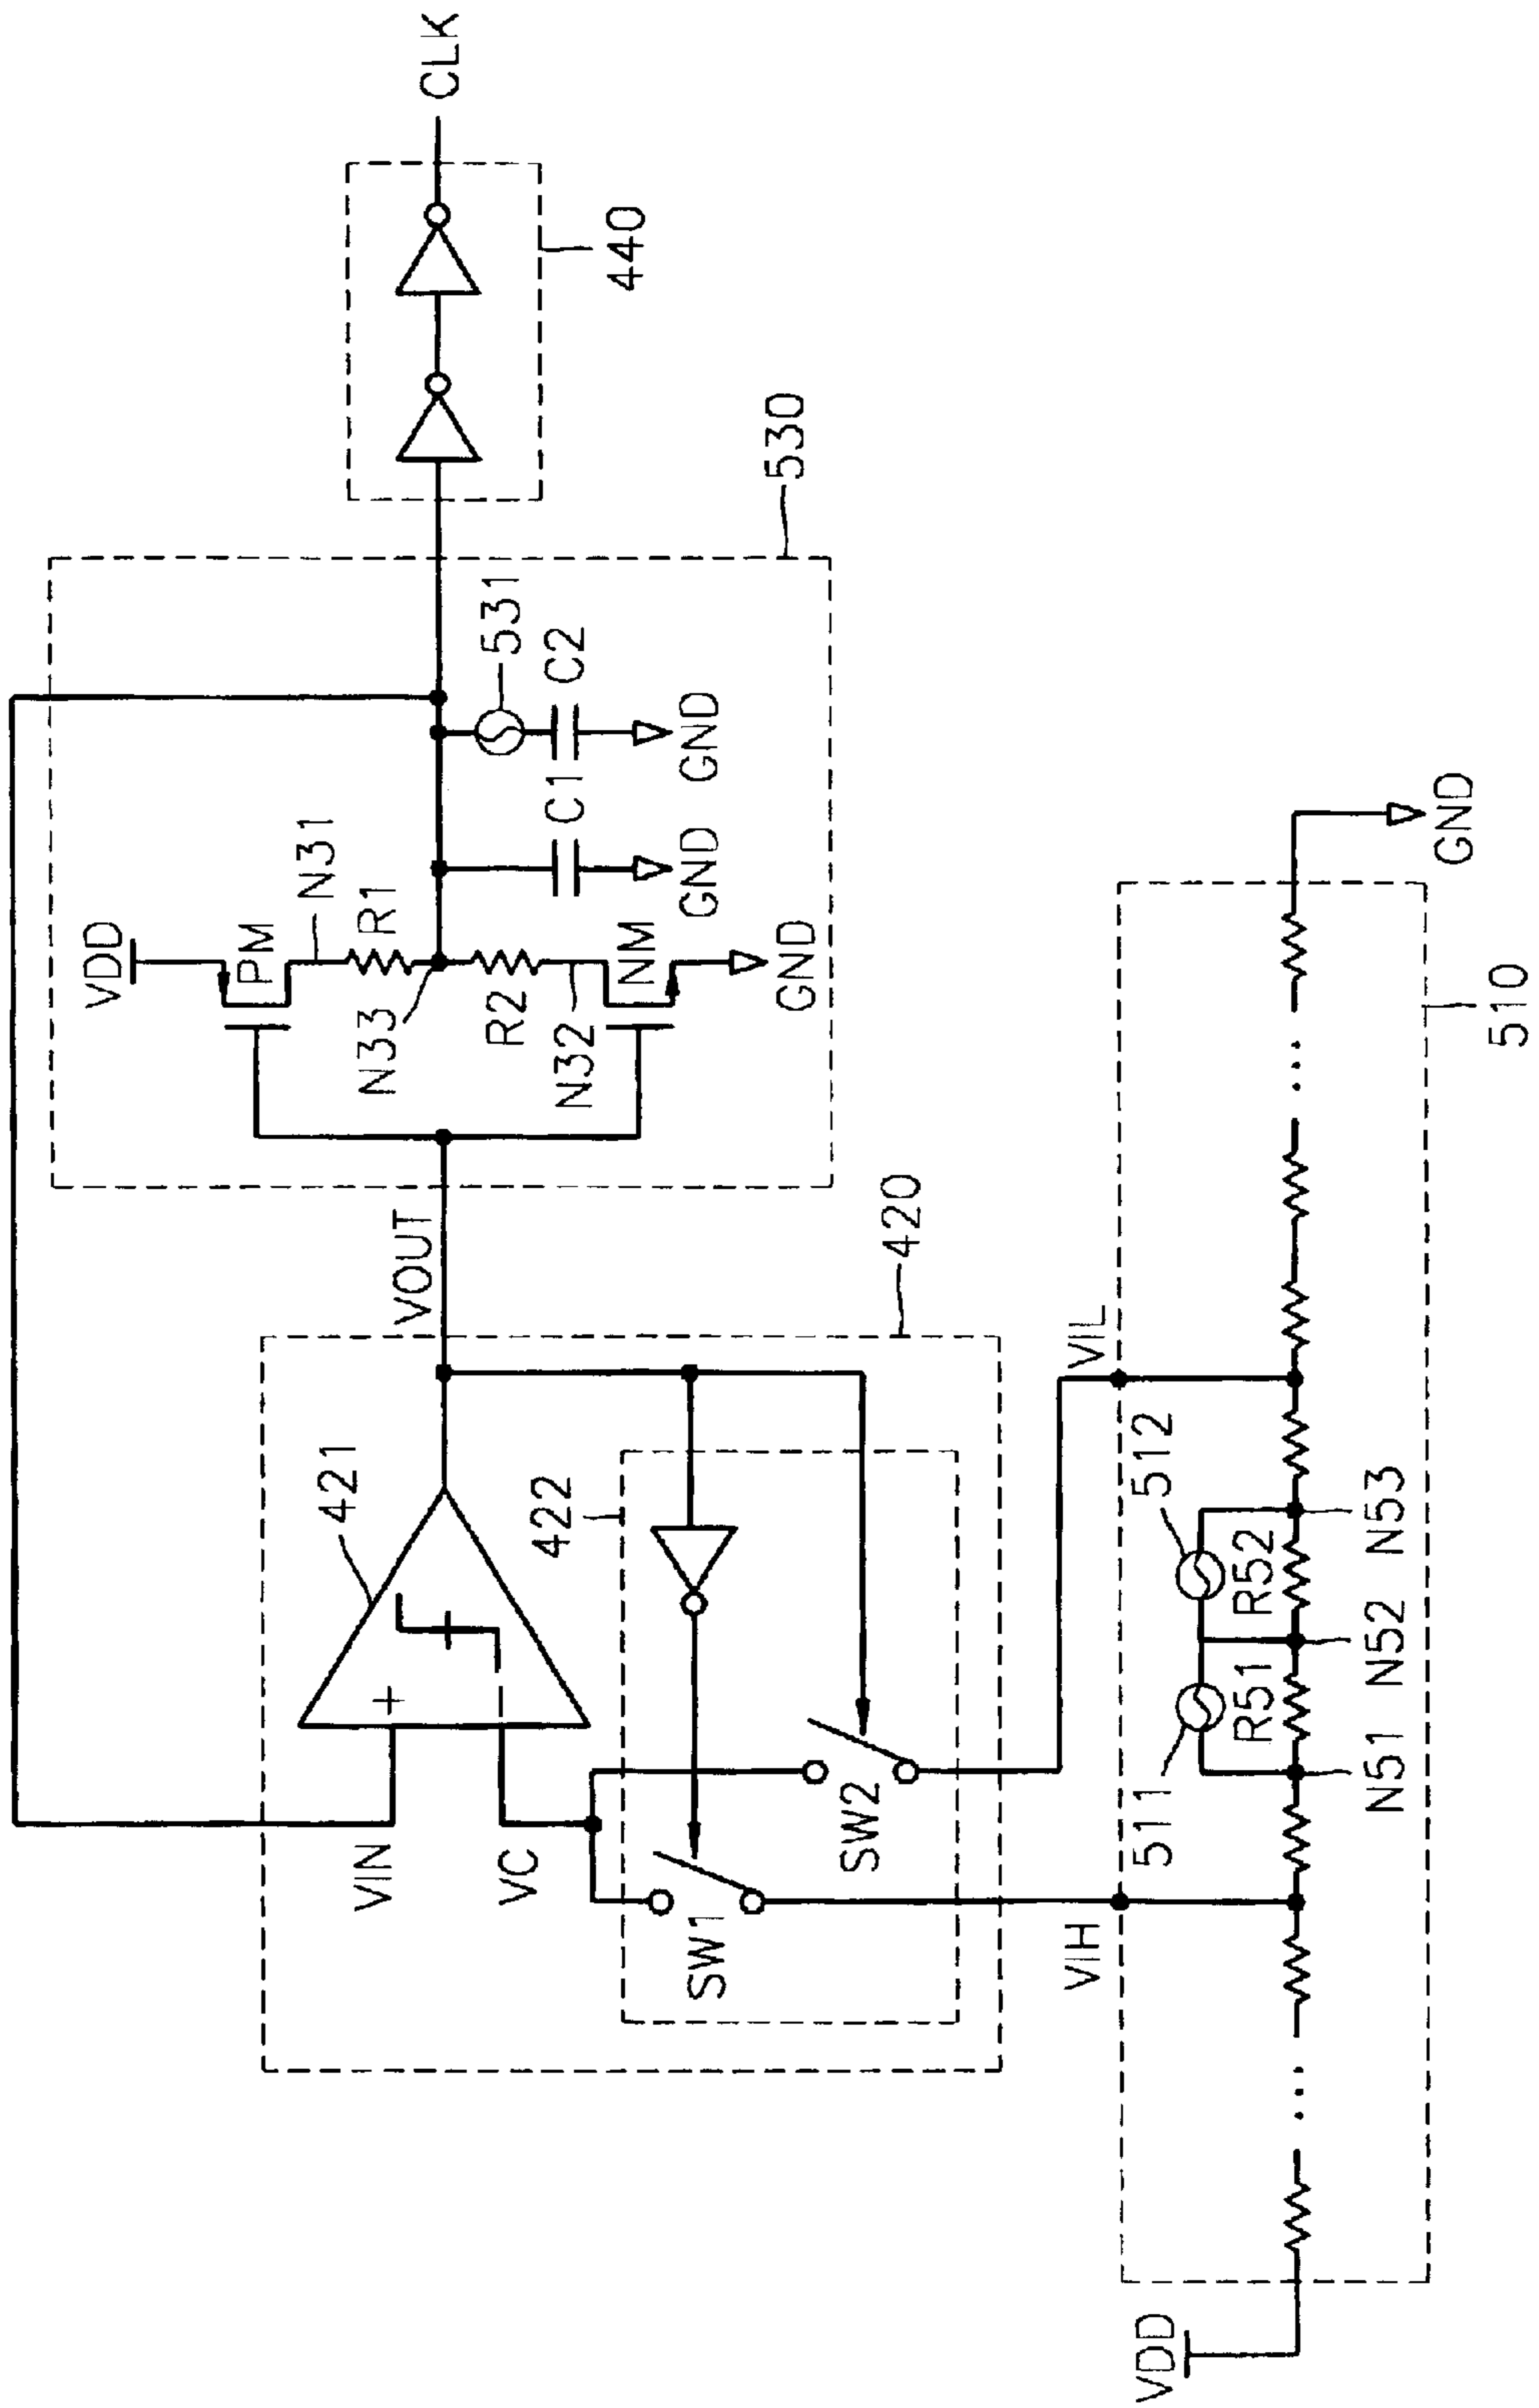 CLK
440
530
VDD
PM
N31
R1
N33
R2
N32
NM
GND
C1
GND
531
C2
GND
VOUT
420
421
+
−
VIN
VC
422
SW1
SW2
VIH
VIL
511
512
R51
R52
N51
N52
N53
VDD
...
...
GND
510